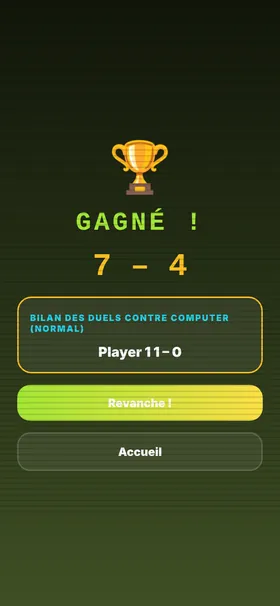 GAGNÉ !
7 – 4
BILAN DES DUELS CONTRE COMPUTER
(NORMAL)
Player 1 1 – 0
Revanche !
Accueil